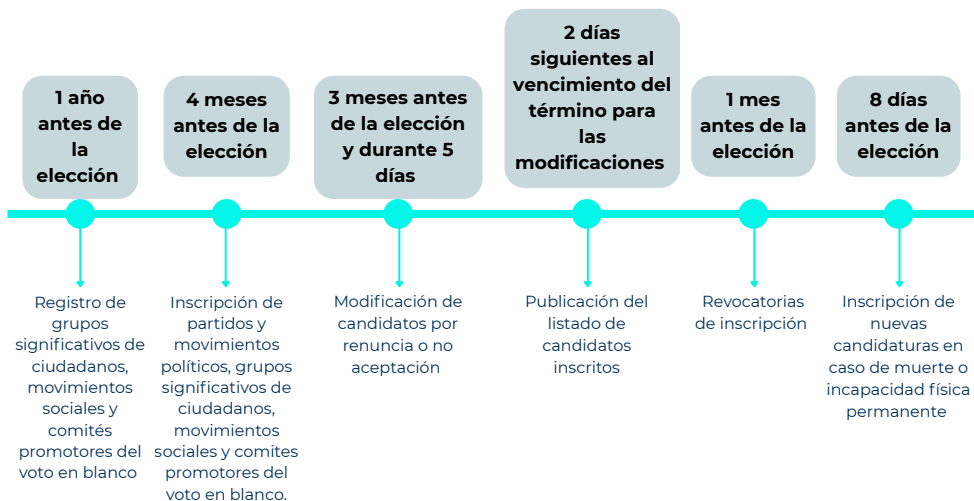 1 año
antes de
la
elección
4 meses
antes de la
elección
3 meses antes
de la elección
y durante 5
días
2 días
siguientes al
vencimiento del
término para
las
modificaciones
1 mes
antes de la
elección
8 días
antes de la
elección
Registro de
grupos
significativos de
ciudadanos,
movimientos
sociales y
comités
promotores del
voto en blanco
Inscripción de
partidos y
movimientos
políticos, grupos
significativos de
ciudadanos,
movimientos
sociales y comites
promotores del
voto en blanco.
Modificación de
candidatos por
renuncia o no
aceptación
Publicación del
listado de
candidatos
inscritos
Revocatorias
de inscripción
Inscripción de
nuevas
candidaturas en
caso de muerte o
incapacidad física
permanente